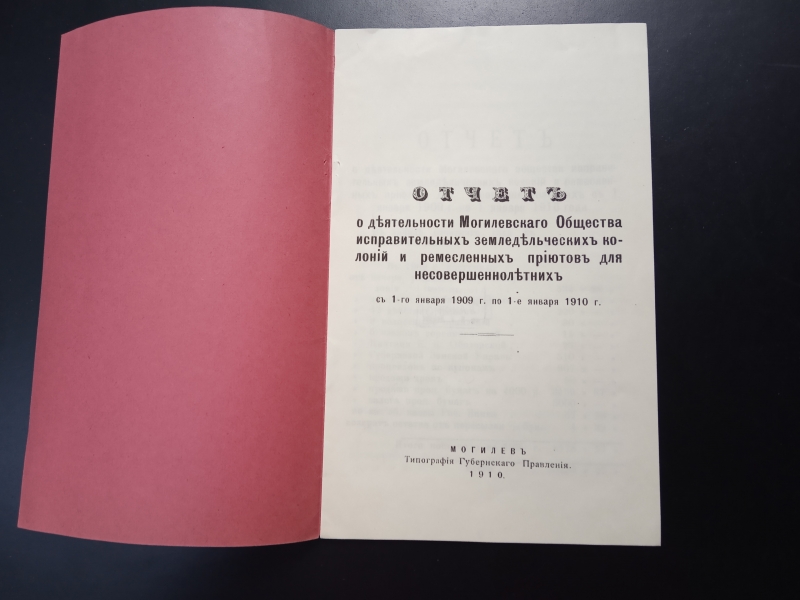 ОТЧЕТЪ
о дѣятельности Могилевскаго Общества
исправительныхъ земледѣльческихъ ко-
лоній и ремесленныхъ пріютовъ для
несовершеннолѣтнихъ
съ 1-го января 1909 г. по 1-е января 1910 г.
МОГИЛЕВЪ
Типографія Губернскаго Правленія.
1910.